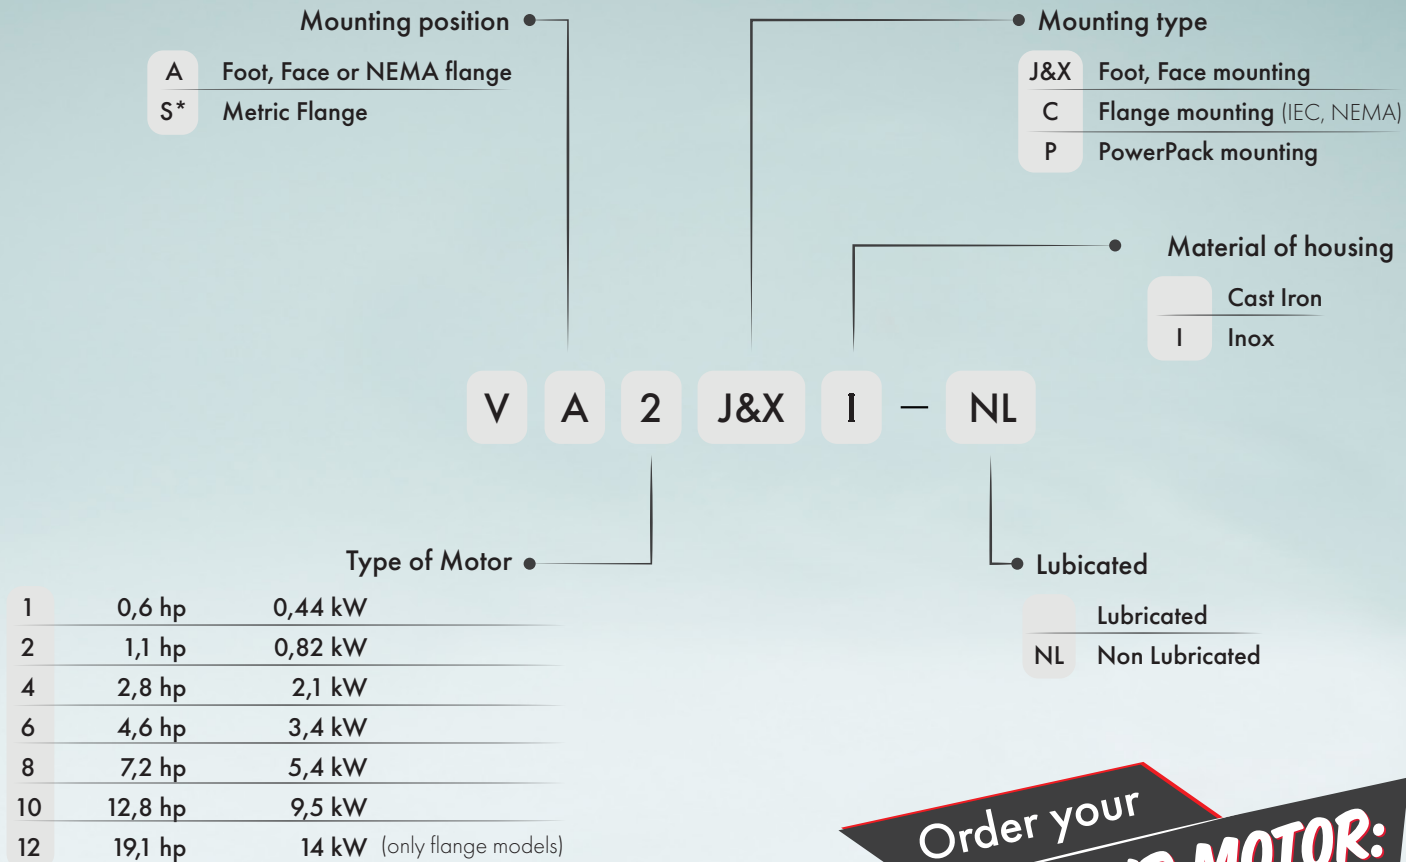 Mounting position
A Foot, Face or NEMA flange
S* Metric Flange
Mounting type
J&X Foot, Face mounting
C Flange mounting (IEC, NEMA)
P PowerPack mounting
Material of housing
Cast Iron
I Inox
V A 2 J&X I – NL
Type of Motor
1 0,6 hp 0,44 kW
2 1,1 hp 0,82 kW
4 2,8 hp 2,1 kW
6 4,6 hp 3,4 kW
8 7,2 hp 5,4 kW
10 12,8 hp 9,5 kW
12 19,1 hp 14 kW (only flange models)
Lubicated
Lubricated
NL Non Lubricated
Order your
MOTOR: